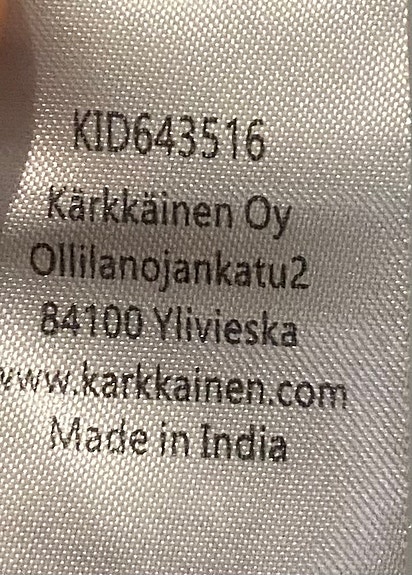 KID643516
Kärkkäinen Oy
Ollilanojankatu2
84100 Ylivieska
www.karkkainen.com
Made in India